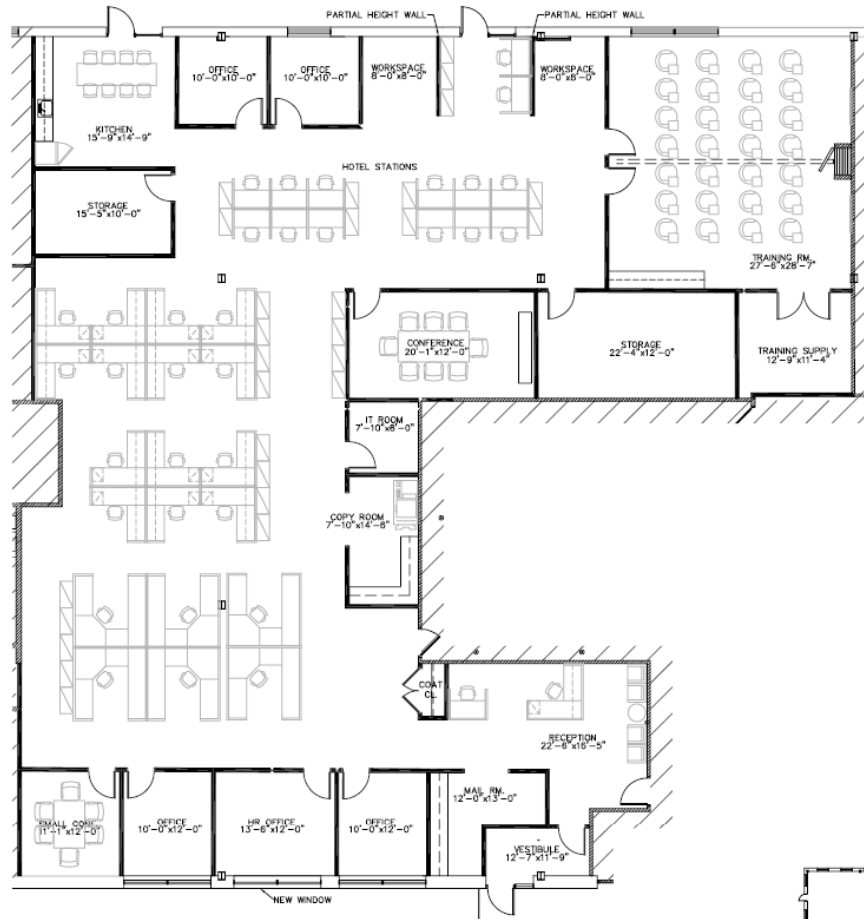 PARTIAL HEIGHT WALL
PARTIAL HEIGHT WALL
OFFICE
10'-0"x10'-0"
OFFICE
10'-0"x10'-0"
WORKSPACE
8'-0"x8'-0"
WORKSPACE
8'-0"x8'-0"
KITCHEN
15'-9"x14'-9"
HOTEL STATIONS
STORAGE
15'-5"x10'-0"
TRAINING RM.
27'-6"x28'-7"
CONFERENCE
20'-1"x12'-0"
STORAGE
22'-4"x12'-0"
TRAINING SUPPLY
12'-9"x11'-4"
IT ROOM
7'-10"x8'-0"
COPY ROOM
7'-10"x14'-6"
COAT
CL.
RECEPTION
22'-6"x16'-5"
MAIL RM.
12'-0"x13'-0"
SMALL CONF.
11'-1"x12'-0"
OFFICE
10'-0"x12'-0"
HR OFFICE
13'-6"x12'-0"
OFFICE
10'-0"x12'-0"
VESTIBULE
12'-7"x11'-9"
NEW WINDOW